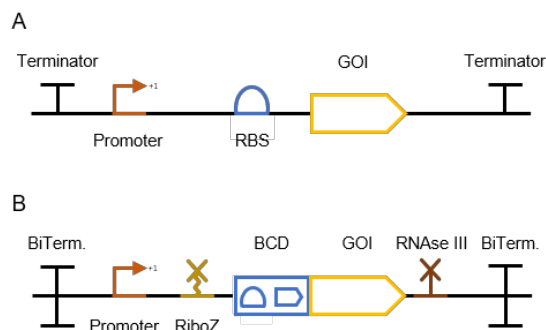 A
Terminator
GOI
Terminator
+1
Promoter
RBS
B
BiTerm.
BCD
GOI
RNAse III
BiTerm.
+1
Promoter
RiboZ